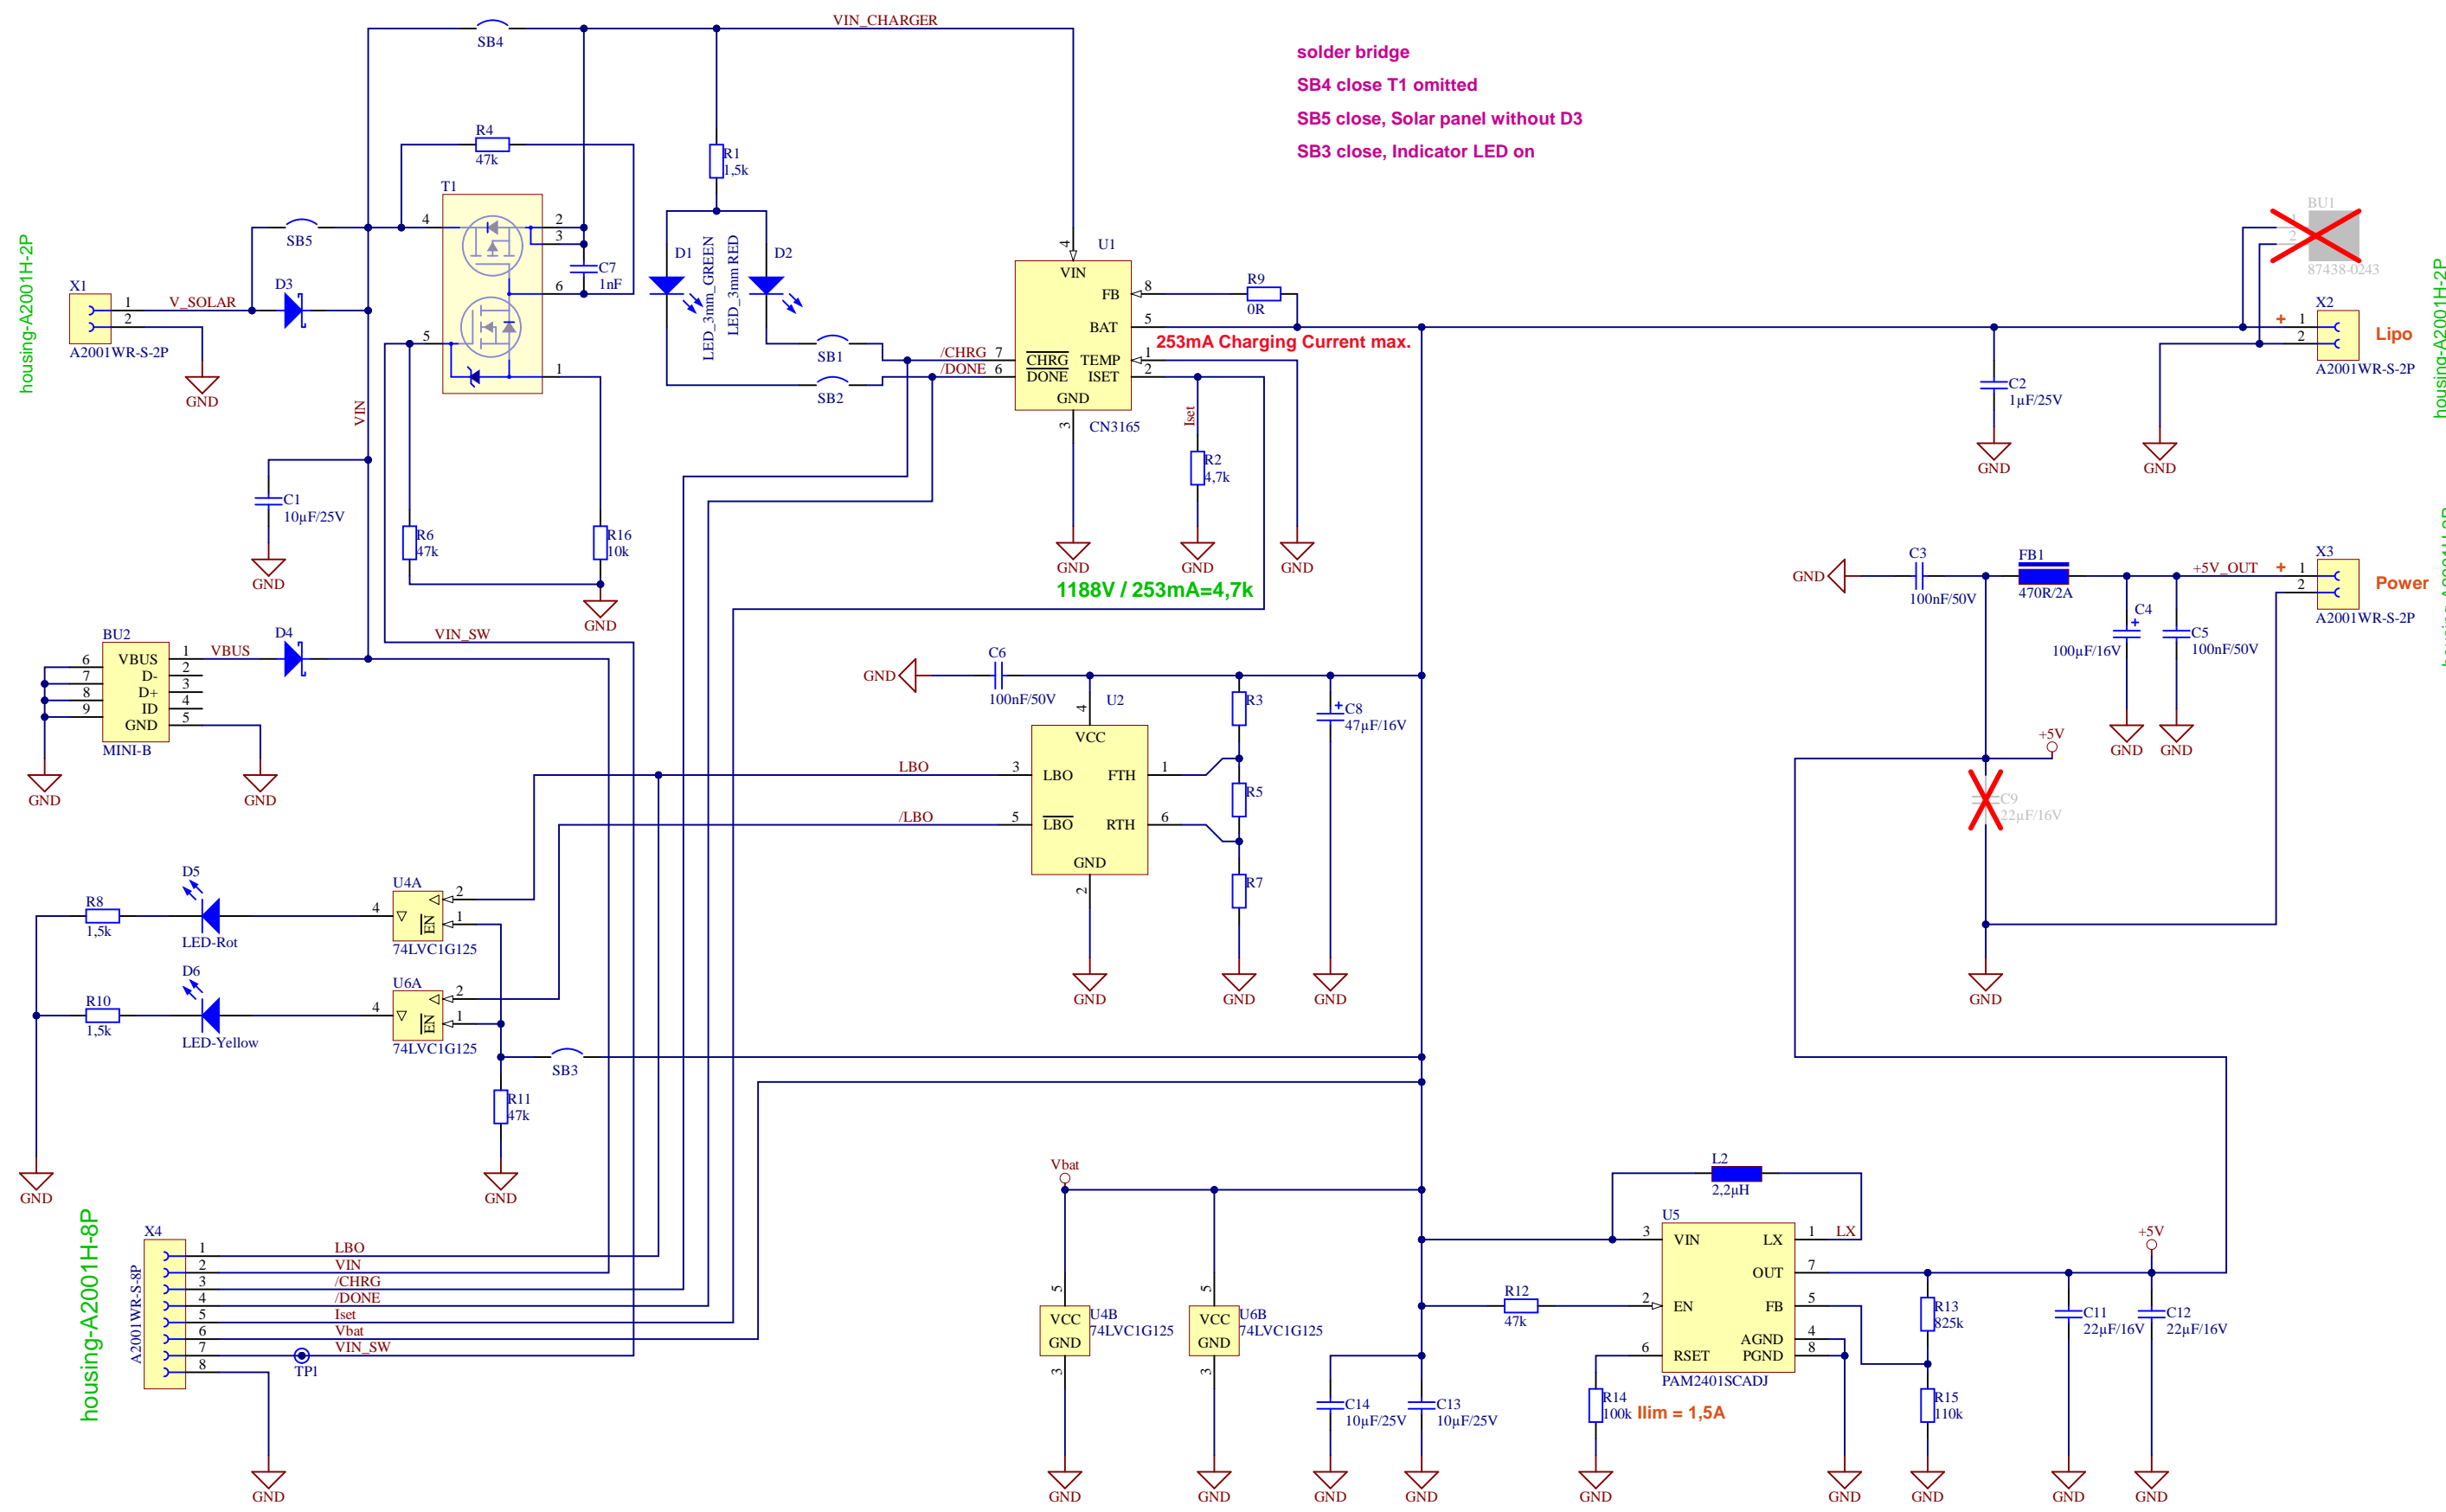 VIN_CHARGER
SB4
solder bridge
SB4 close T1 omitted
SB5 close, Solar panel without D3
SB3 close, Indicator LED on
R4
47k
R1
1,5k
T1
4
2
3
6
5
1
C7
1nF
SB5
D3
X1
1
2
V_SOLAR
A2001WR-S-2P
GND
housing-A2001H-2P
VIN
D1
LED_3mm_GREEN
LED_3mm RED
D2
SB1
SB2
/CHRG
/DONE
U1
4
VIN
8
FB
5
BAT
7
CHRG
TEMP
1
6
DONE
ISET
2
GND
3
CN3165
R9
0R
253mA Charging Current max.
Iset
R2
4,7k
GND
GND
GND
1188V / 253mA=4,7k
BU1
1
2
87438-0243
X2
+
1
2
Lipo
A2001WR-S-2P
housing-A2001H-2P
C2
1µF/25V
GND
GND
C1
10µF/25V
GND
R6
47k
R16
10k
GND
VIN_SW
BU2
VBUS
D-
D+
ID
GND
6
7
8
9
1
2
3
4
5
MINI-B
VBUS
D4
GND
GND
GND
C3
100nF/50V
FB1
470R/2A
+5V_OUT
+
X3
1
2
Power
A2001WR-S-2P
C4
+
100µF/16V
C5
100nF/50V
GND
GND
+5V
C9
22µF/16V
GND
GND
C6
100nF/50V
U2
4
VCC
3
LBO
FTH
1
5
LBO
RTH
6
GND
2
LBO
/LBO
R3
R5
R7
+
C8
47µF/16V
GND
GND
GND
D5
R8
1,5k
LED-Rot
U4A
4
2
1
EN
74LVC1G125
D6
R10
1,5k
LED-Yellow
U6A
4
2
1
EN
74LVC1G125
SB3
R11
47k
GND
GND
housing-A2001H-8P
X4
A2001WR-S-8P
1
LBO
2
VIN
3
/CHRG
4
/DONE
5
Iset
6
Vbat
7
VIN_SW
8
TP1
GND
Vbat
5
VCC
GND
3
U4B
74LVC1G125
5
VCC
GND
3
U6B
74LVC1G125
GND
GND
C14
10µF/25V
C13
10µF/25V
GND
GND
L2
2,2µH
U5
3
VIN
LX
1
LX
OUT
7
2
EN
FB
5
AGND
4
6
RSET
PGND
8
PAM2401SCADJ
R12
47k
R14
100k
Ilim = 1,5A
GND
GND
R13
825k
R15
110k
GND
C11
22µF/16V
GND
+5V
C12
22µF/16V
GND